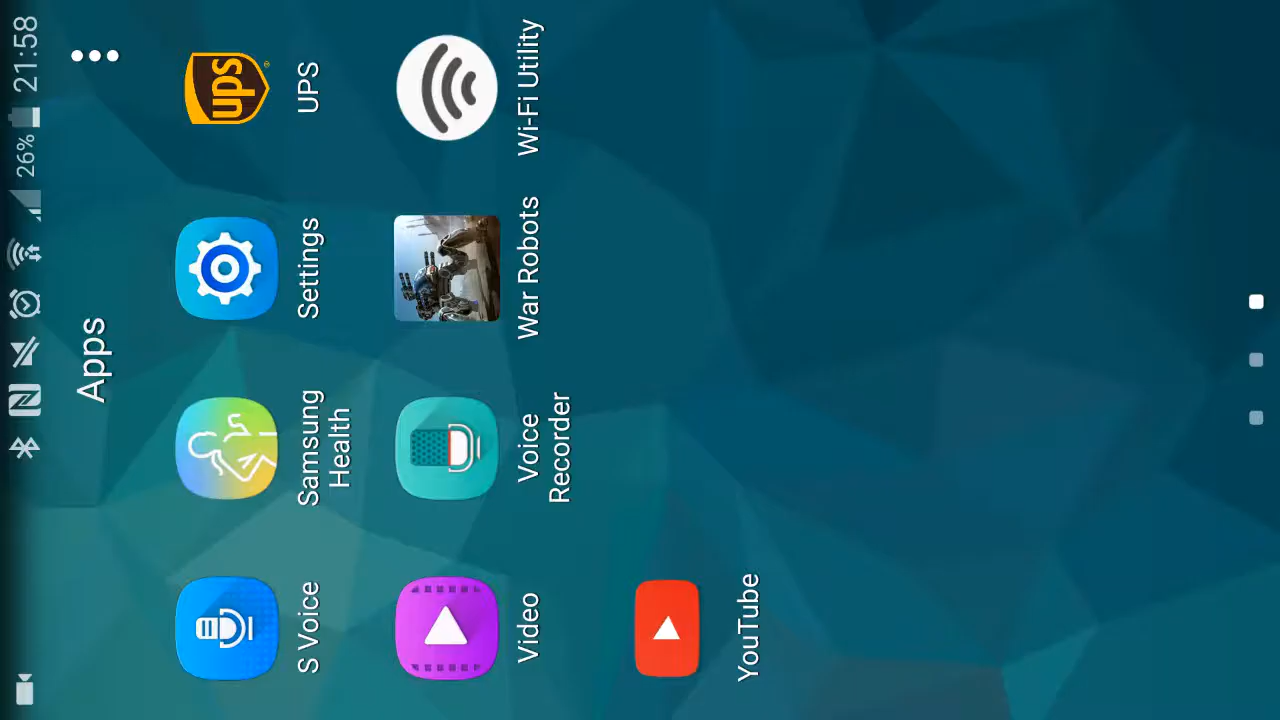 26% 21:58
Apps
S Voice
Samsung
Health
Settings
ups
UPS
Video
Voice
Recorder
War Robots
Wi-Fi Utility
YouTube